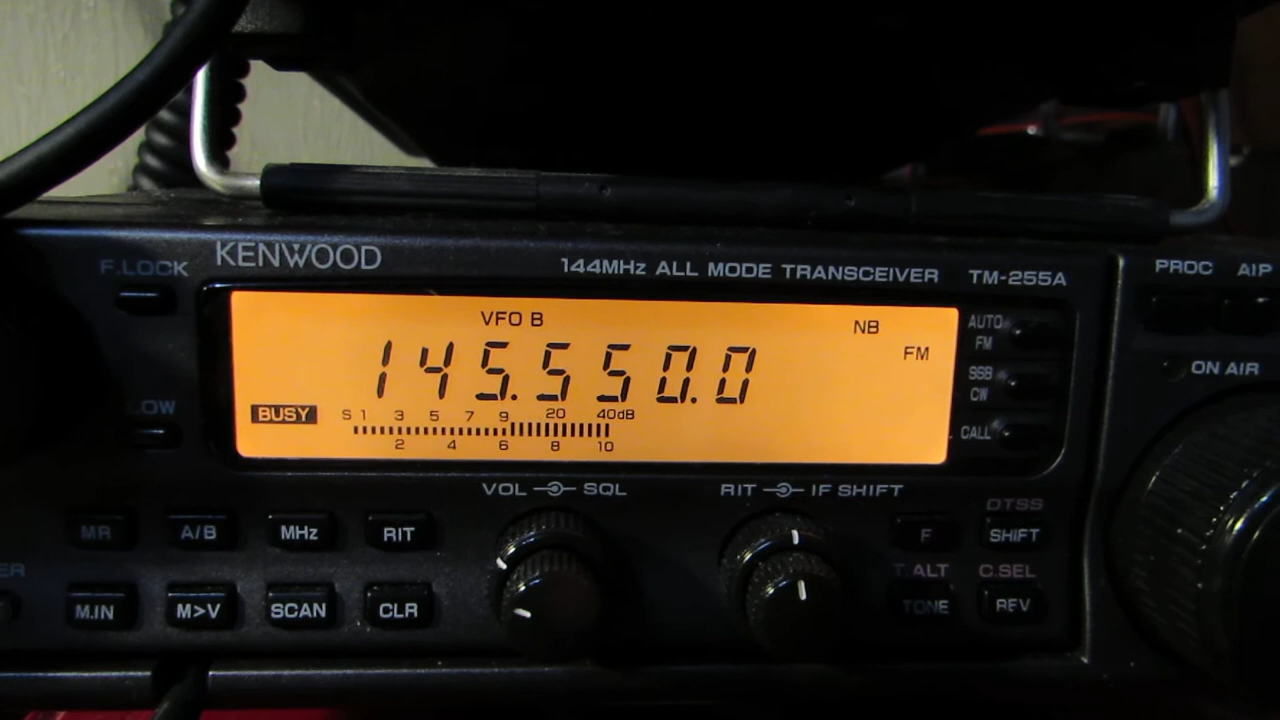 F.LOCK KENWOOD 144MHz ALL MODE TRANSCEIVER TM-255A PROC AIP
VFO B NB AUTO FM
145.550.0 FM
ON AIR
SSB CW
LOW BUSY S 1 3 5 7 9 20 40dB
CALL
2 4 6 8 10
VOL SQL RIT IF SHIFT
DTSS
MR A/B MHz RIT F SHIFT
T.ALT C.SEL
M.IN M>V SCAN CLR TONE REV